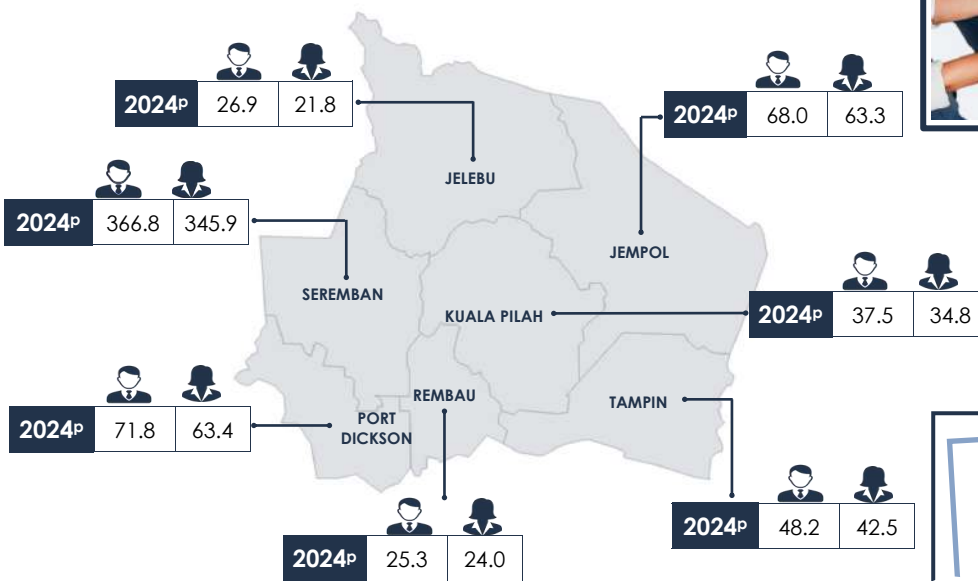 2024ᵖ 26.9 21.8
2024ᵖ 68.0 63.3
JELEBU
2024ᵖ 366.8 345.9
JEMPOL
SEREMBAN
KUALA PILAH
2024ᵖ 37.5 34.8
REMBAU
TAMPIN
PORT
DICKSON
2024ᵖ 71.8 63.4
2024ᵖ 48.2 42.5
2024ᵖ 25.3 24.0